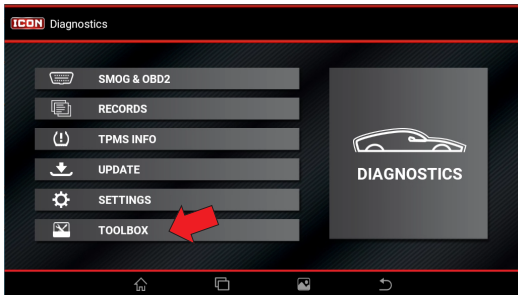 ICON Diagnostics
SMOG & OBD2
RECORDS
TPMS INFO
UPDATE
SETTINGS
TOOLBOX
DIAGNOSTICS